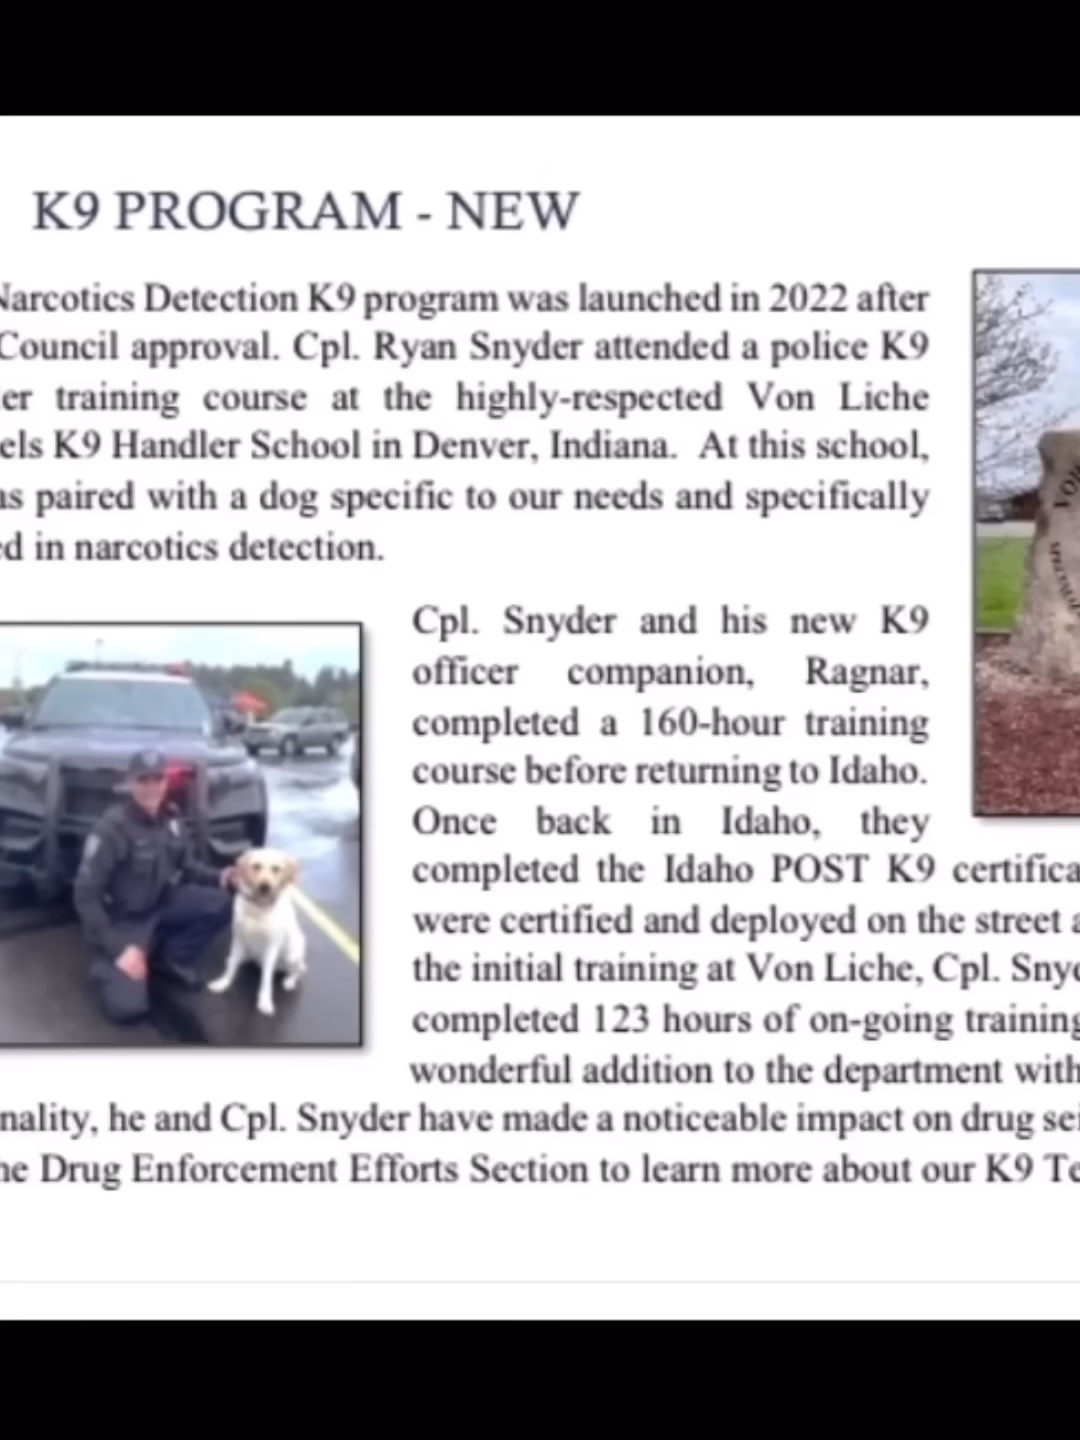 K9 PROGRAM - NEW
Narcotics Detection K9 program was launched in 2022 after
Council approval. Cpl. Ryan Snyder attended a police K9
er training course at the highly-respected Von Liche
els K9 Handler School in Denver, Indiana. At this school,
as paired with a dog specific to our needs and specifically
ed in narcotics detection.
Cpl. Snyder and his new K9
officer companion, Ragnar,
completed a 160-hour training
course before returning to Idaho.
Once back in Idaho, they
completed the Idaho POST K9 certifica
were certified and deployed on the street a
the initial training at Von Liche, Cpl. Snyd
completed 123 hours of on-going training
wonderful addition to the department with
nality, he and Cpl. Snyder have made a noticeable impact on drug sei
he Drug Enforcement Efforts Section to learn more about our K9 Te